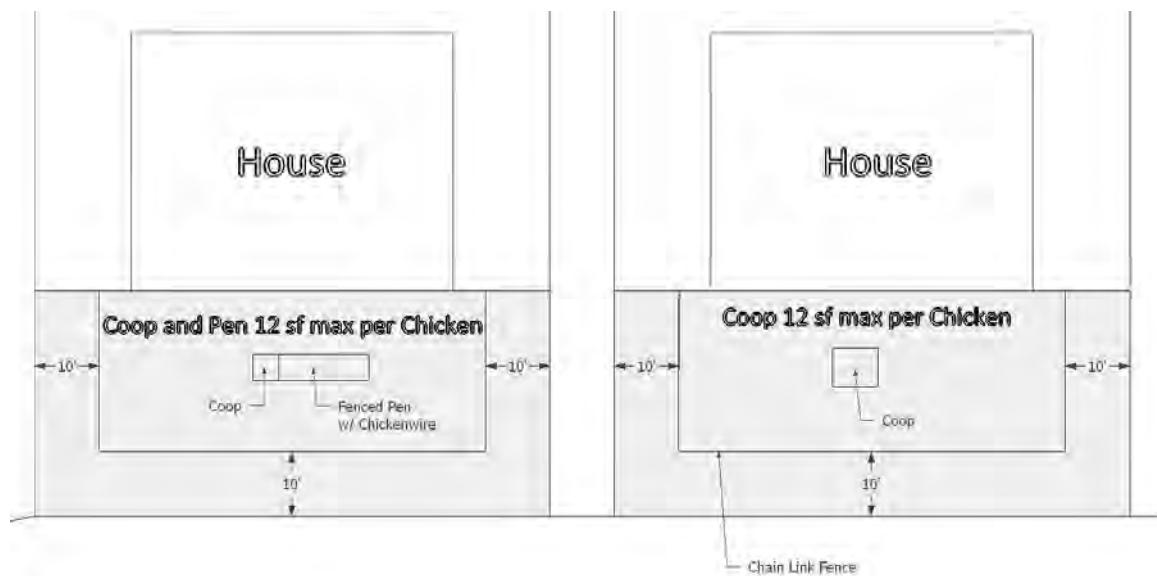 House
Coop and Pen 12 sf max per Chicken
10'
10'
Coop
Fenced Pen
w/ Chickenwire
10'
House
Coop 12 sf max per Chicken
10'
10'
Coop
10'
Chain Link Fence